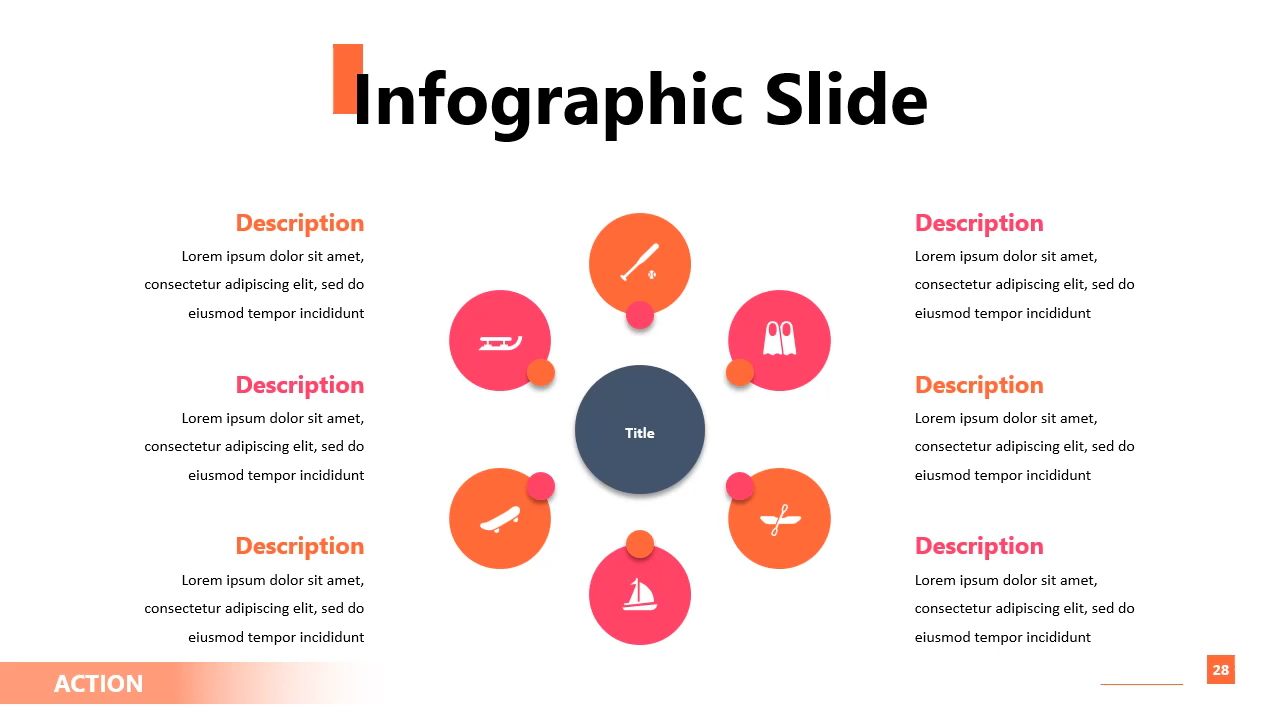 Infographic Slide
Description
Lorem ipsum dolor sit amet,
consectetur adipiscing elit, sed do
eiusmod tempor incididunt
Description
Lorem ipsum dolor sit amet,
consectetur adipiscing elit, sed do
eiusmod tempor incididunt
Description
Lorem ipsum dolor sit amet,
consectetur adipiscing elit, sed do
eiusmod tempor incididunt
Title
Description
Lorem ipsum dolor sit amet,
consectetur adipiscing elit, sed do
eiusmod tempor incididunt
Description
Lorem ipsum dolor sit amet,
consectetur adipiscing elit, sed do
eiusmod tempor incididunt
Description
Lorem ipsum dolor sit amet,
consectetur adipiscing elit, sed do
eiusmod tempor incididunt
ACTION
28